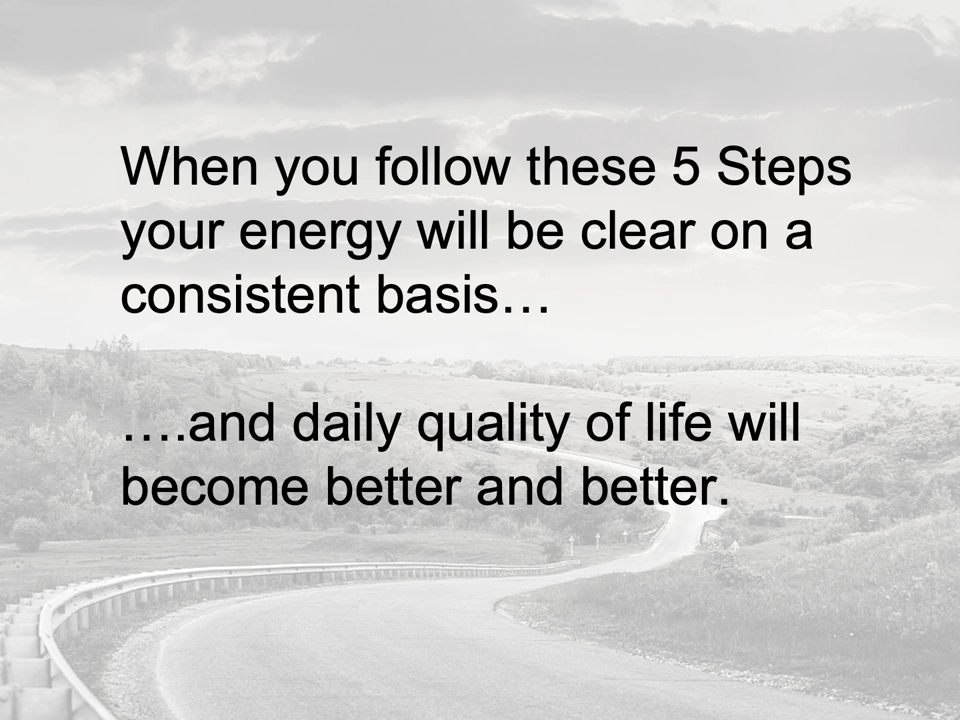 When you follow these 5 Steps
your energy will be clear on a
consistent basis…
….and daily quality of life will
become better and better.